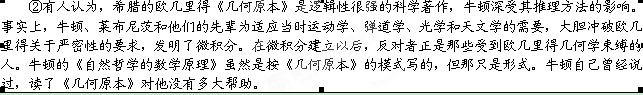 ②有人认为，希腊的欧几里得《几何原本》是逻辑性很强的科学著作，牛顿深受其推理方法的影响。
事实上，牛顿、莱布尼茨和他们的先辈为适应当时运动学、弹道学、光学和天文学的需要，大胆冲破欧几
里得关于严密性的要求，发明了微积分。在微积分建立以后，反对者正是那些受到欧几里得几何学束缚的
人。牛顿的《自然哲学的数学原理》虽然是按《几何原本》的模式写的，但那只是形式。牛顿自己曾经说
过，读了《几何原本》对他没有多大帮助。